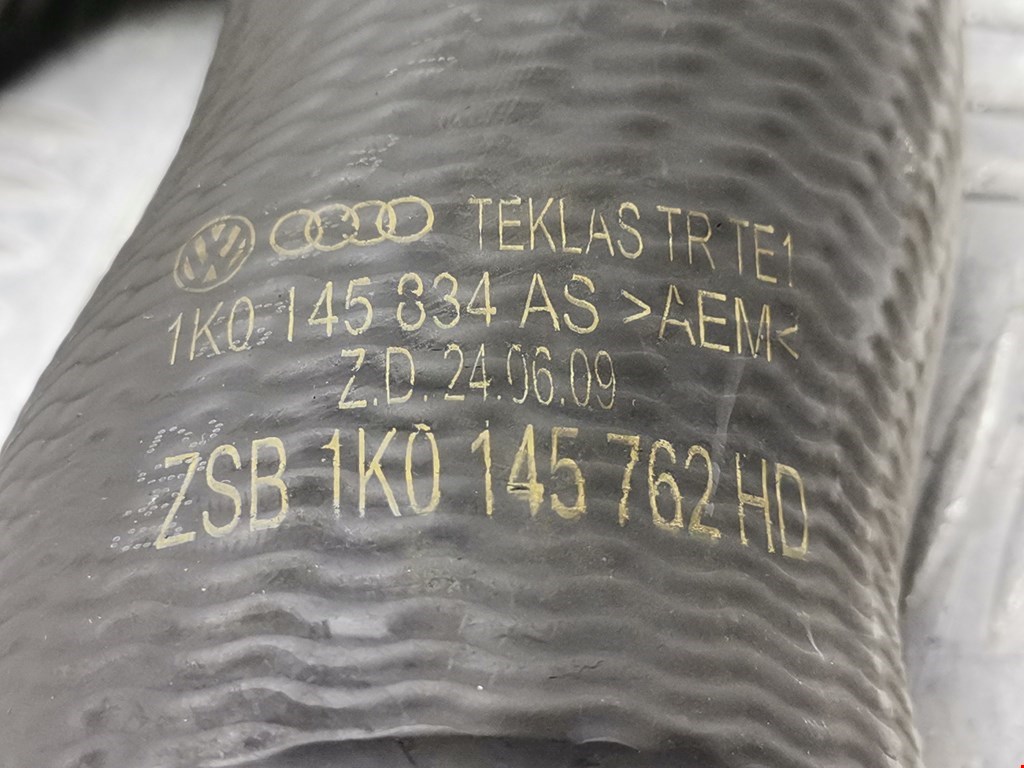 TEKLAS TR TE1
1K0 145 834 AS >AEM<
Z.D. 24.06.09
ZSB 1K0 145 762 HD